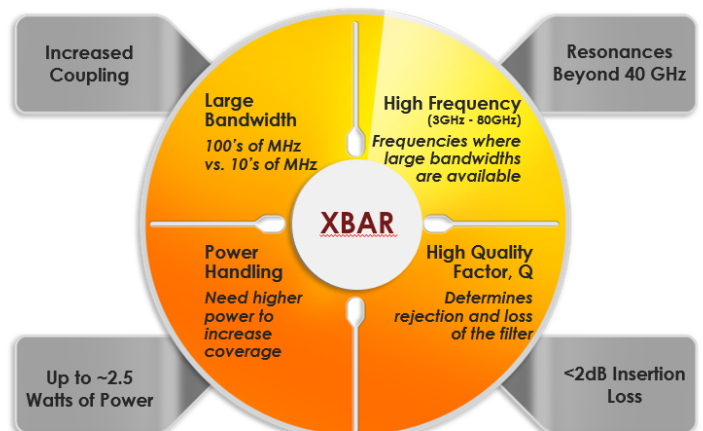 Increased
Coupling
Resonances
Beyond 40 GHz
Large
Bandwidth
100's of MHz
vs. 10's of MHz
High Frequency
(3GHz - 80GHz)
Frequencies where
large bandwidths
are available
XBAR
Power
Handling
Need higher
power to
increase
coverage
High Quality
Factor, Q
Determines
rejection and loss
of the filter
Up to ~2.5
Watts of Power
<2dB Insertion
Loss